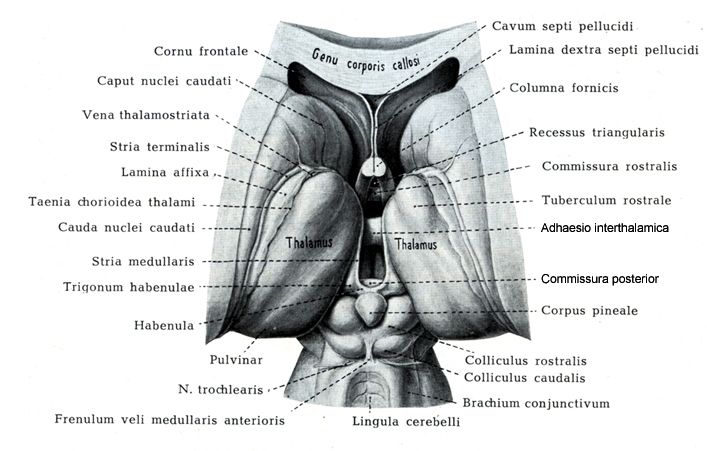 Cavum septi pellucidi
Cornu frontale
Genu corporis callosi
Lamina dextra septi pellucidi
Caput nuclei caudati
Columna fornicis
Vena thalamostriata
Recessus triangularis
Stria terminalis
Commissura rostralis
Lamina affixa
Taenia chorioidea thalami
Tuberculum rostrale
Cauda nuclei caudati
Adhaesio interthalamica
Thalamus
Thalamus
Stria medullaris
Commissura posterior
Trigonum habenulae
Corpus pineale
Habenula
Pulvinar
Colliculus rostralis
Colliculus caudalis
N. trochlearis
Brachium conjunctivum
Frenulum veli medullaris anterioris
Lingula cerebelli